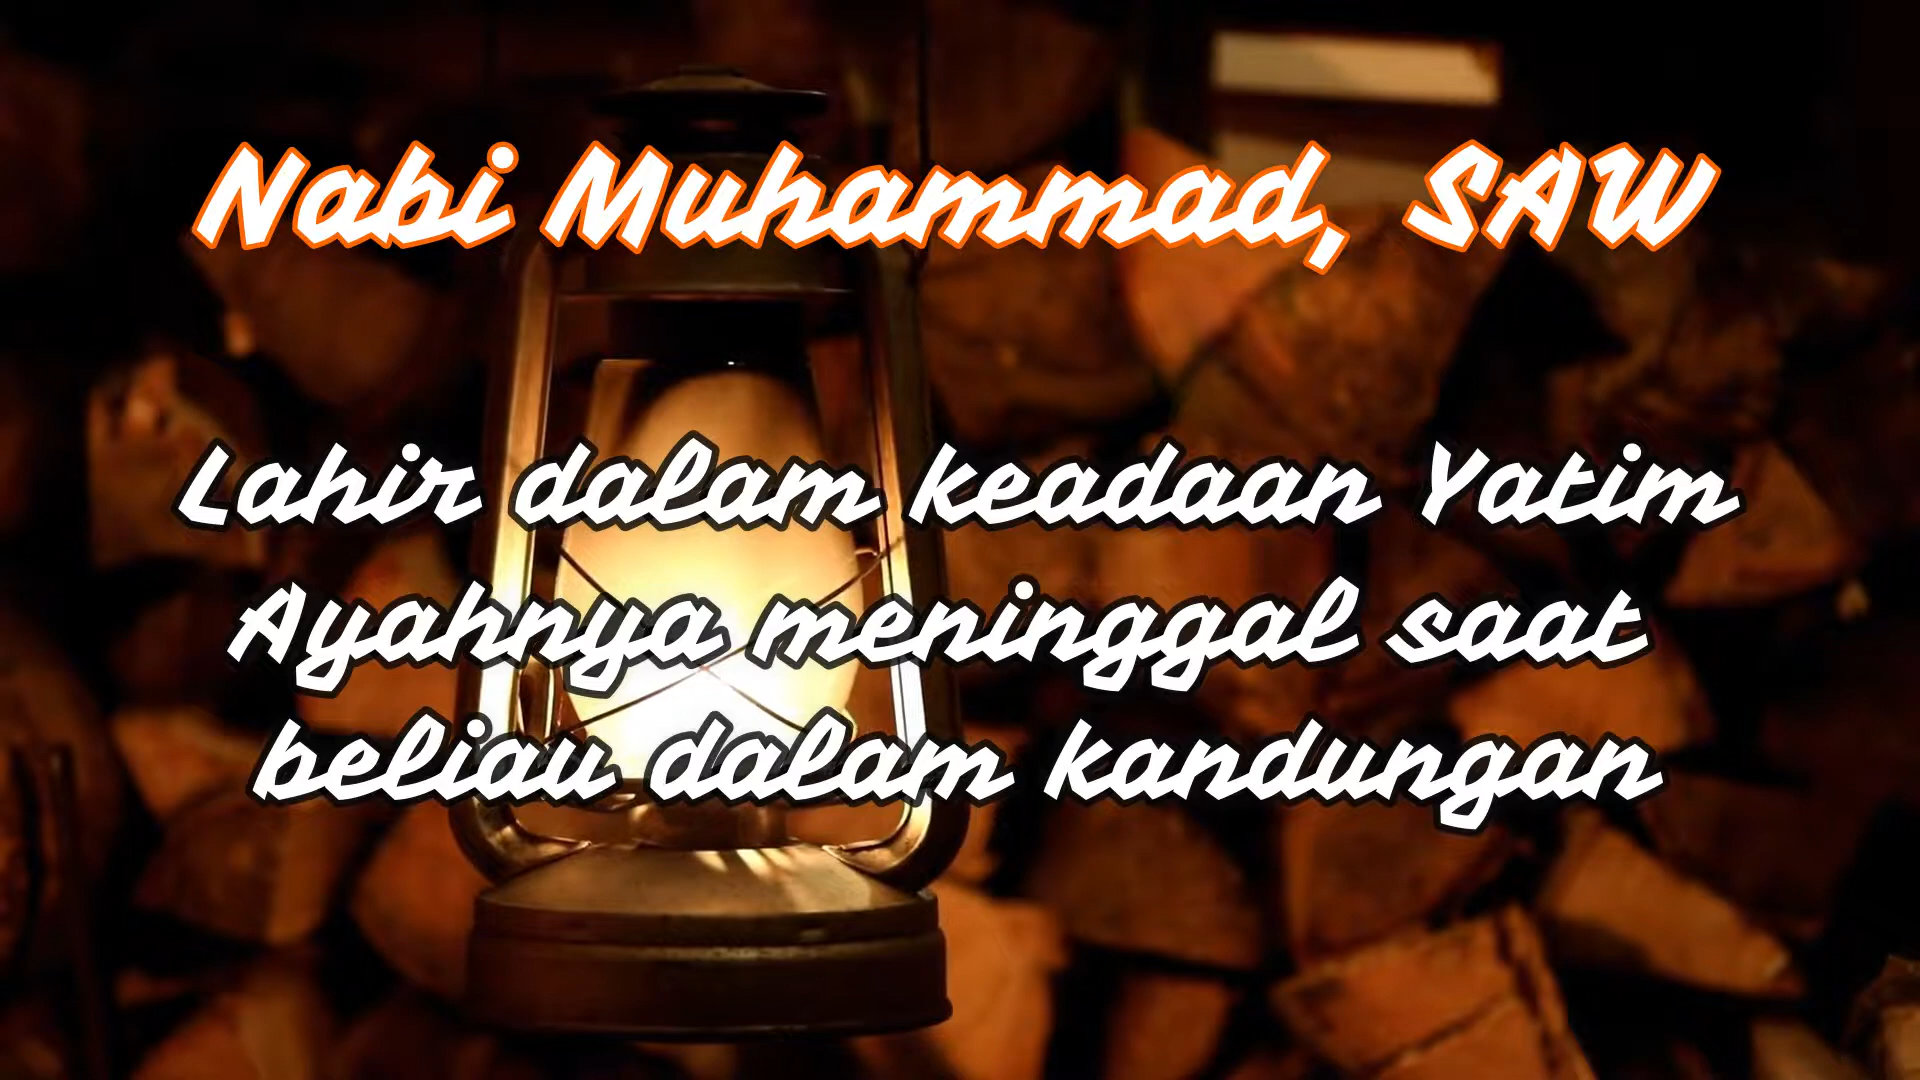 Nabi Muhammad, SAW
Lahir dalam keadaan Yatim
Ayahnya meninggal saat
beliau dalam kandungan